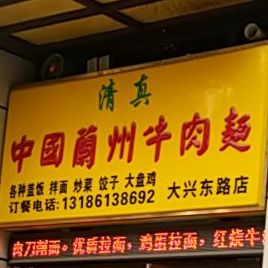 清真
中國蘭州牛肉麵
各种盖饭 拌面 炒菜 饺子 大盘鸡
订餐电话:13186138692 大兴东路店
肉刀削面。优质拉面，鸡蛋拉面，红烧牛